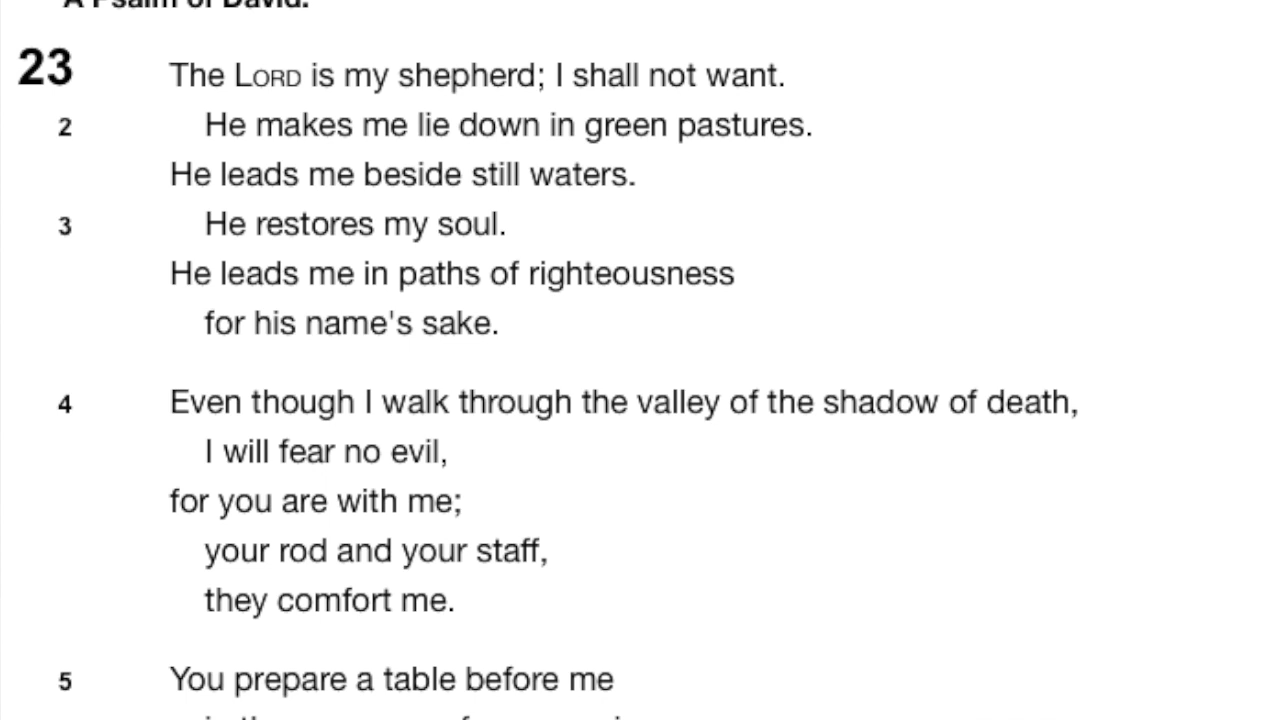 A Psalm of David.
23 The LORD is my shepherd; I shall not want.
2 He makes me lie down in green pastures.
He leads me beside still waters.
3 He restores my soul.
He leads me in paths of righteousness
for his name's sake.
4 Even though I walk through the valley of the shadow of death,
I will fear no evil,
for you are with me;
your rod and your staff,
they comfort me.
5 You prepare a table before me